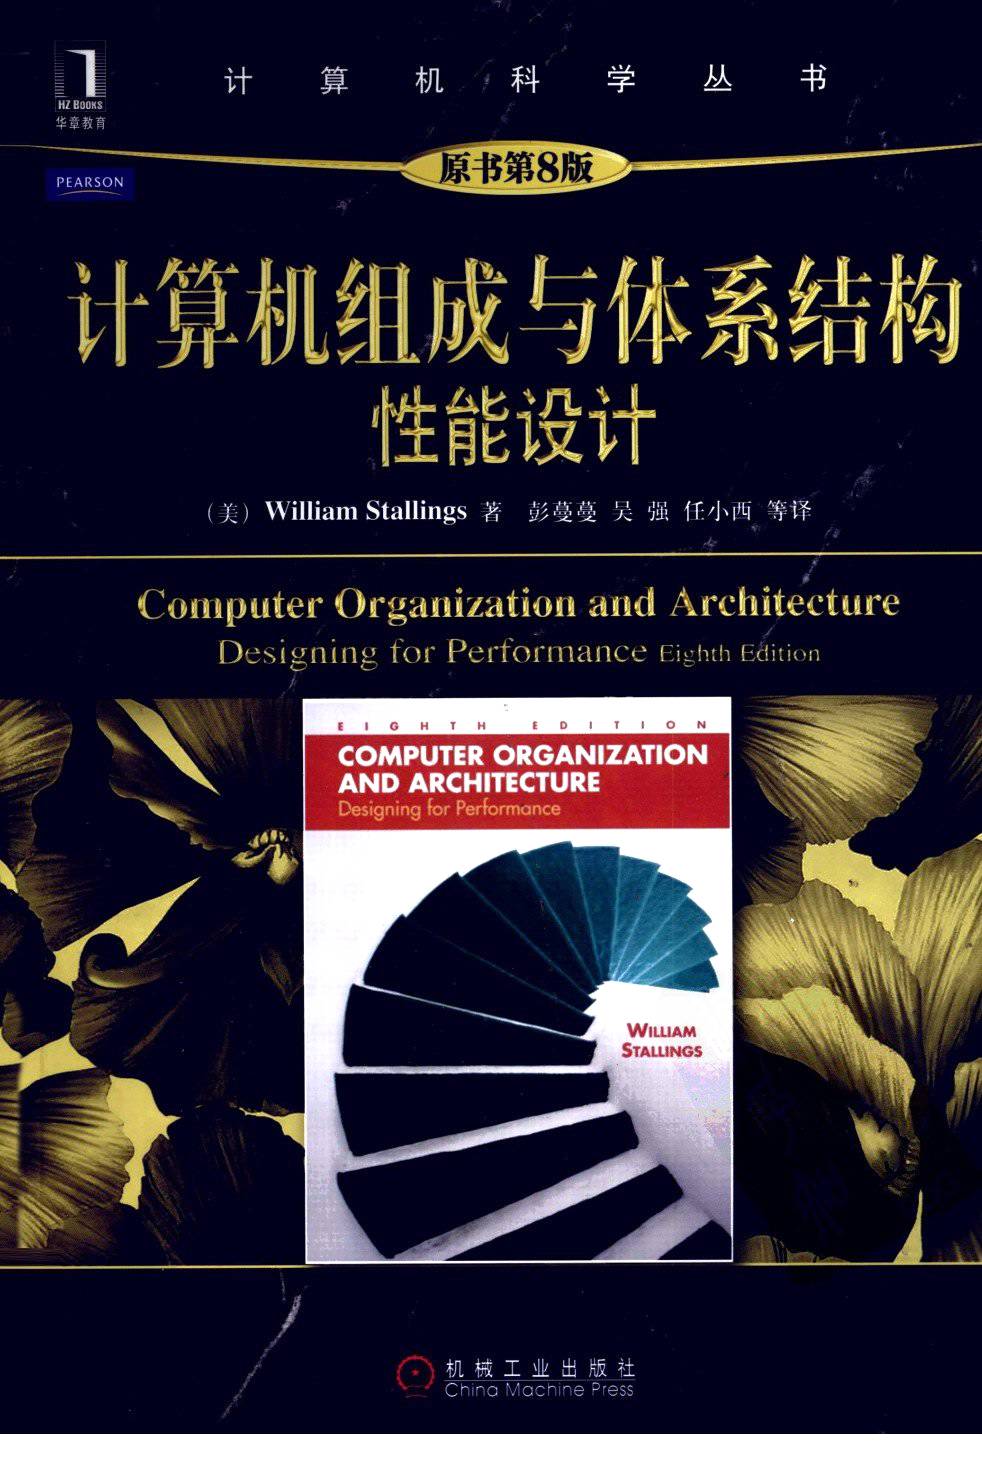 HZ BOOKS
华章教育
计算机科学丛书
原书第8版
PEARSON
计算机组成与体系结构
性能设计
(美) William Stallings 著 彭蔓蔓 吴 强 任小西 等译
Computer Organization and Architecture
Designing for Performance Eighth Edition
EIGHTH EDITION
COMPUTER ORGANIZATION
AND ARCHITECTURE
Designing for Performance
WILLIAM
STALLINGS
机械工业出版社
China Machine Press